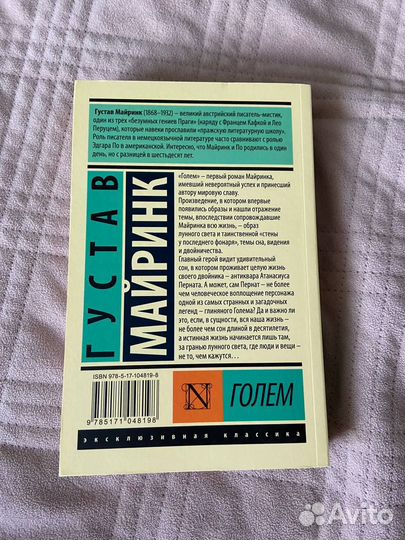 Густав Майринк (1868–1932) – великий австрийский писатель-мистик,
один из трех «безумных гениев Праги» (наряду с Францем Кафкой и Лео
Перуцем), которые навеки прославили «пражскую литературную школу».
Роль писателя в немецкоязычной литературе часто сравнивают с ролью
Эдгара По в американской. Интересно, что Майринк и По родились в один
день, но с разницей в шестьдесят лет.
ГУСТАВ
МАЙРИНК
«Голем» – первый роман Майринка,
имевший невероятный успех и принесший
автору мировую славу.
Произведение, в котором впервые
появились образы и нашли отражение
темы, впоследствии сопровождавшие
Майринка всю жизнь, – образ
лунного света и таинственной «стены
у последнего фонаря», темы сна, видения
и двойничества.
Главный герой видит удивительный
сон, в котором проживает целую жизнь
своего двойника – антиквара Атанасиуса
Перната. А может, сам Пернат – не более
чем человеческое воплощение персонажа
одной из самых странных и загадочных
легенд – глиняного Голема? Да и важно ли
это, если, в сущности, вся наша жизнь –
не более чем сон длиной в десятилетия,
а истинная жизнь начинается лишь там,
за гранью лунного света, где люди и вещи –
не то, чем кажутся…
ISBN 978-5-17-104819-8
9 785171 048198
N
ГОЛЕМ
эксклюзивная классика
Avito